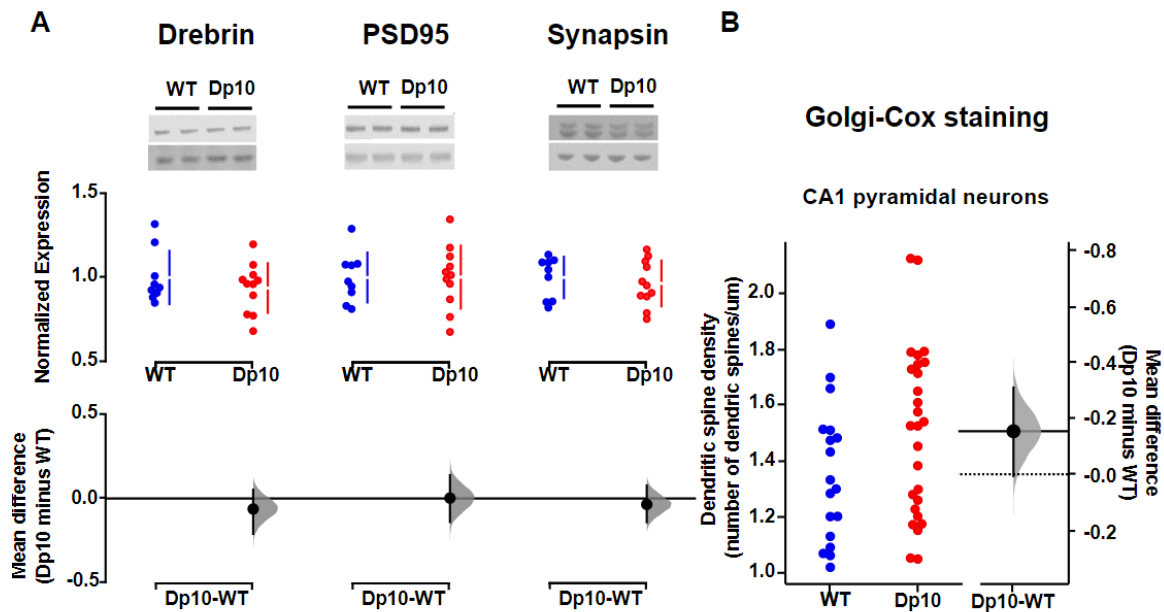 A
Drebrin
PSD95
Synapsin
WT Dp10
WT Dp10
WT Dp10
Normalized Expression
1.5
1.0
0.5
WT Dp10
WT Dp10
WT Dp10
Mean difference
(Dp10 minus WT)
0.5
0.0
-0.5
Dp10-WT
Dp10-WT
Dp10-WT
B
Golgi-Cox staining
CA1 pyramidal neurons
Dendritic spine density
(number of dendric spines/um)
2.0
1.8
1.6
1.4
1.2
1.0
WT
Dp10
Dp10-WT
-0.8
-0.6
-0.4
-0.2
-0.0
-0.2
Mean difference
(Dp10 minus WT)